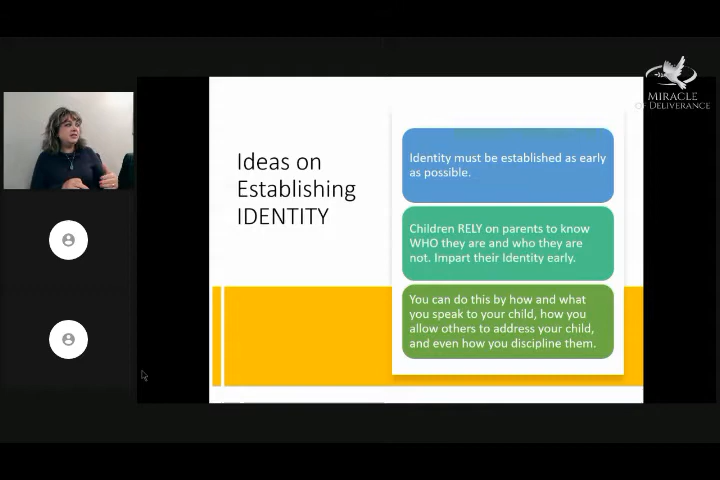 MIRACLE
OF DELIVERANCE
Ideas on
Establishing
IDENTITY
Identity must be established as early
as possible.
Children RELY on parents to know
WHO they are and who they are
not. Impart their Identity early.
You can do this by how and what
you speak to your child, how you
allow others to address your child,
and even how you discipline them.